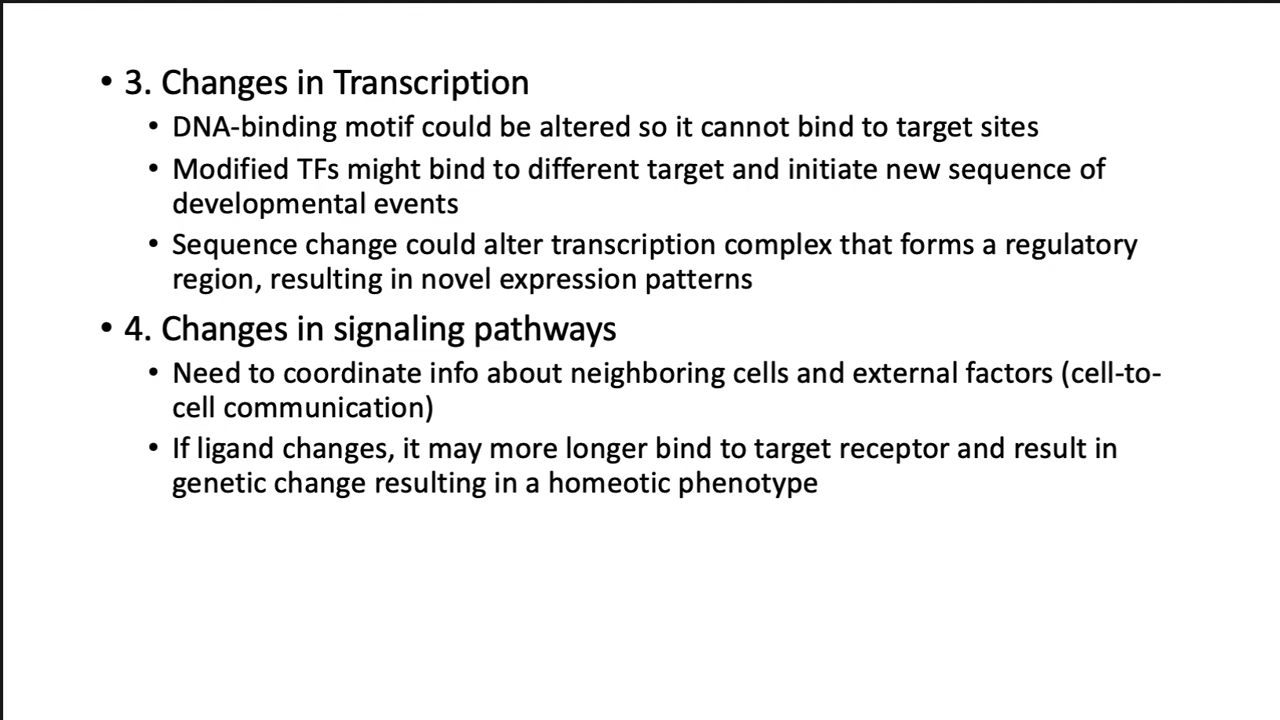 • 3. Changes in Transcription
• DNA-binding motif could be altered so it cannot bind to target sites
• Modified TFs might bind to different target and initiate new sequence of
developmental events
• Sequence change could alter transcription complex that forms a regulatory
region, resulting in novel expression patterns
• 4. Changes in signaling pathways
• Need to coordinate info about neighboring cells and external factors (cell-to-
cell communication)
• If ligand changes, it may more longer bind to target receptor and result in
genetic change resulting in a homeotic phenotype